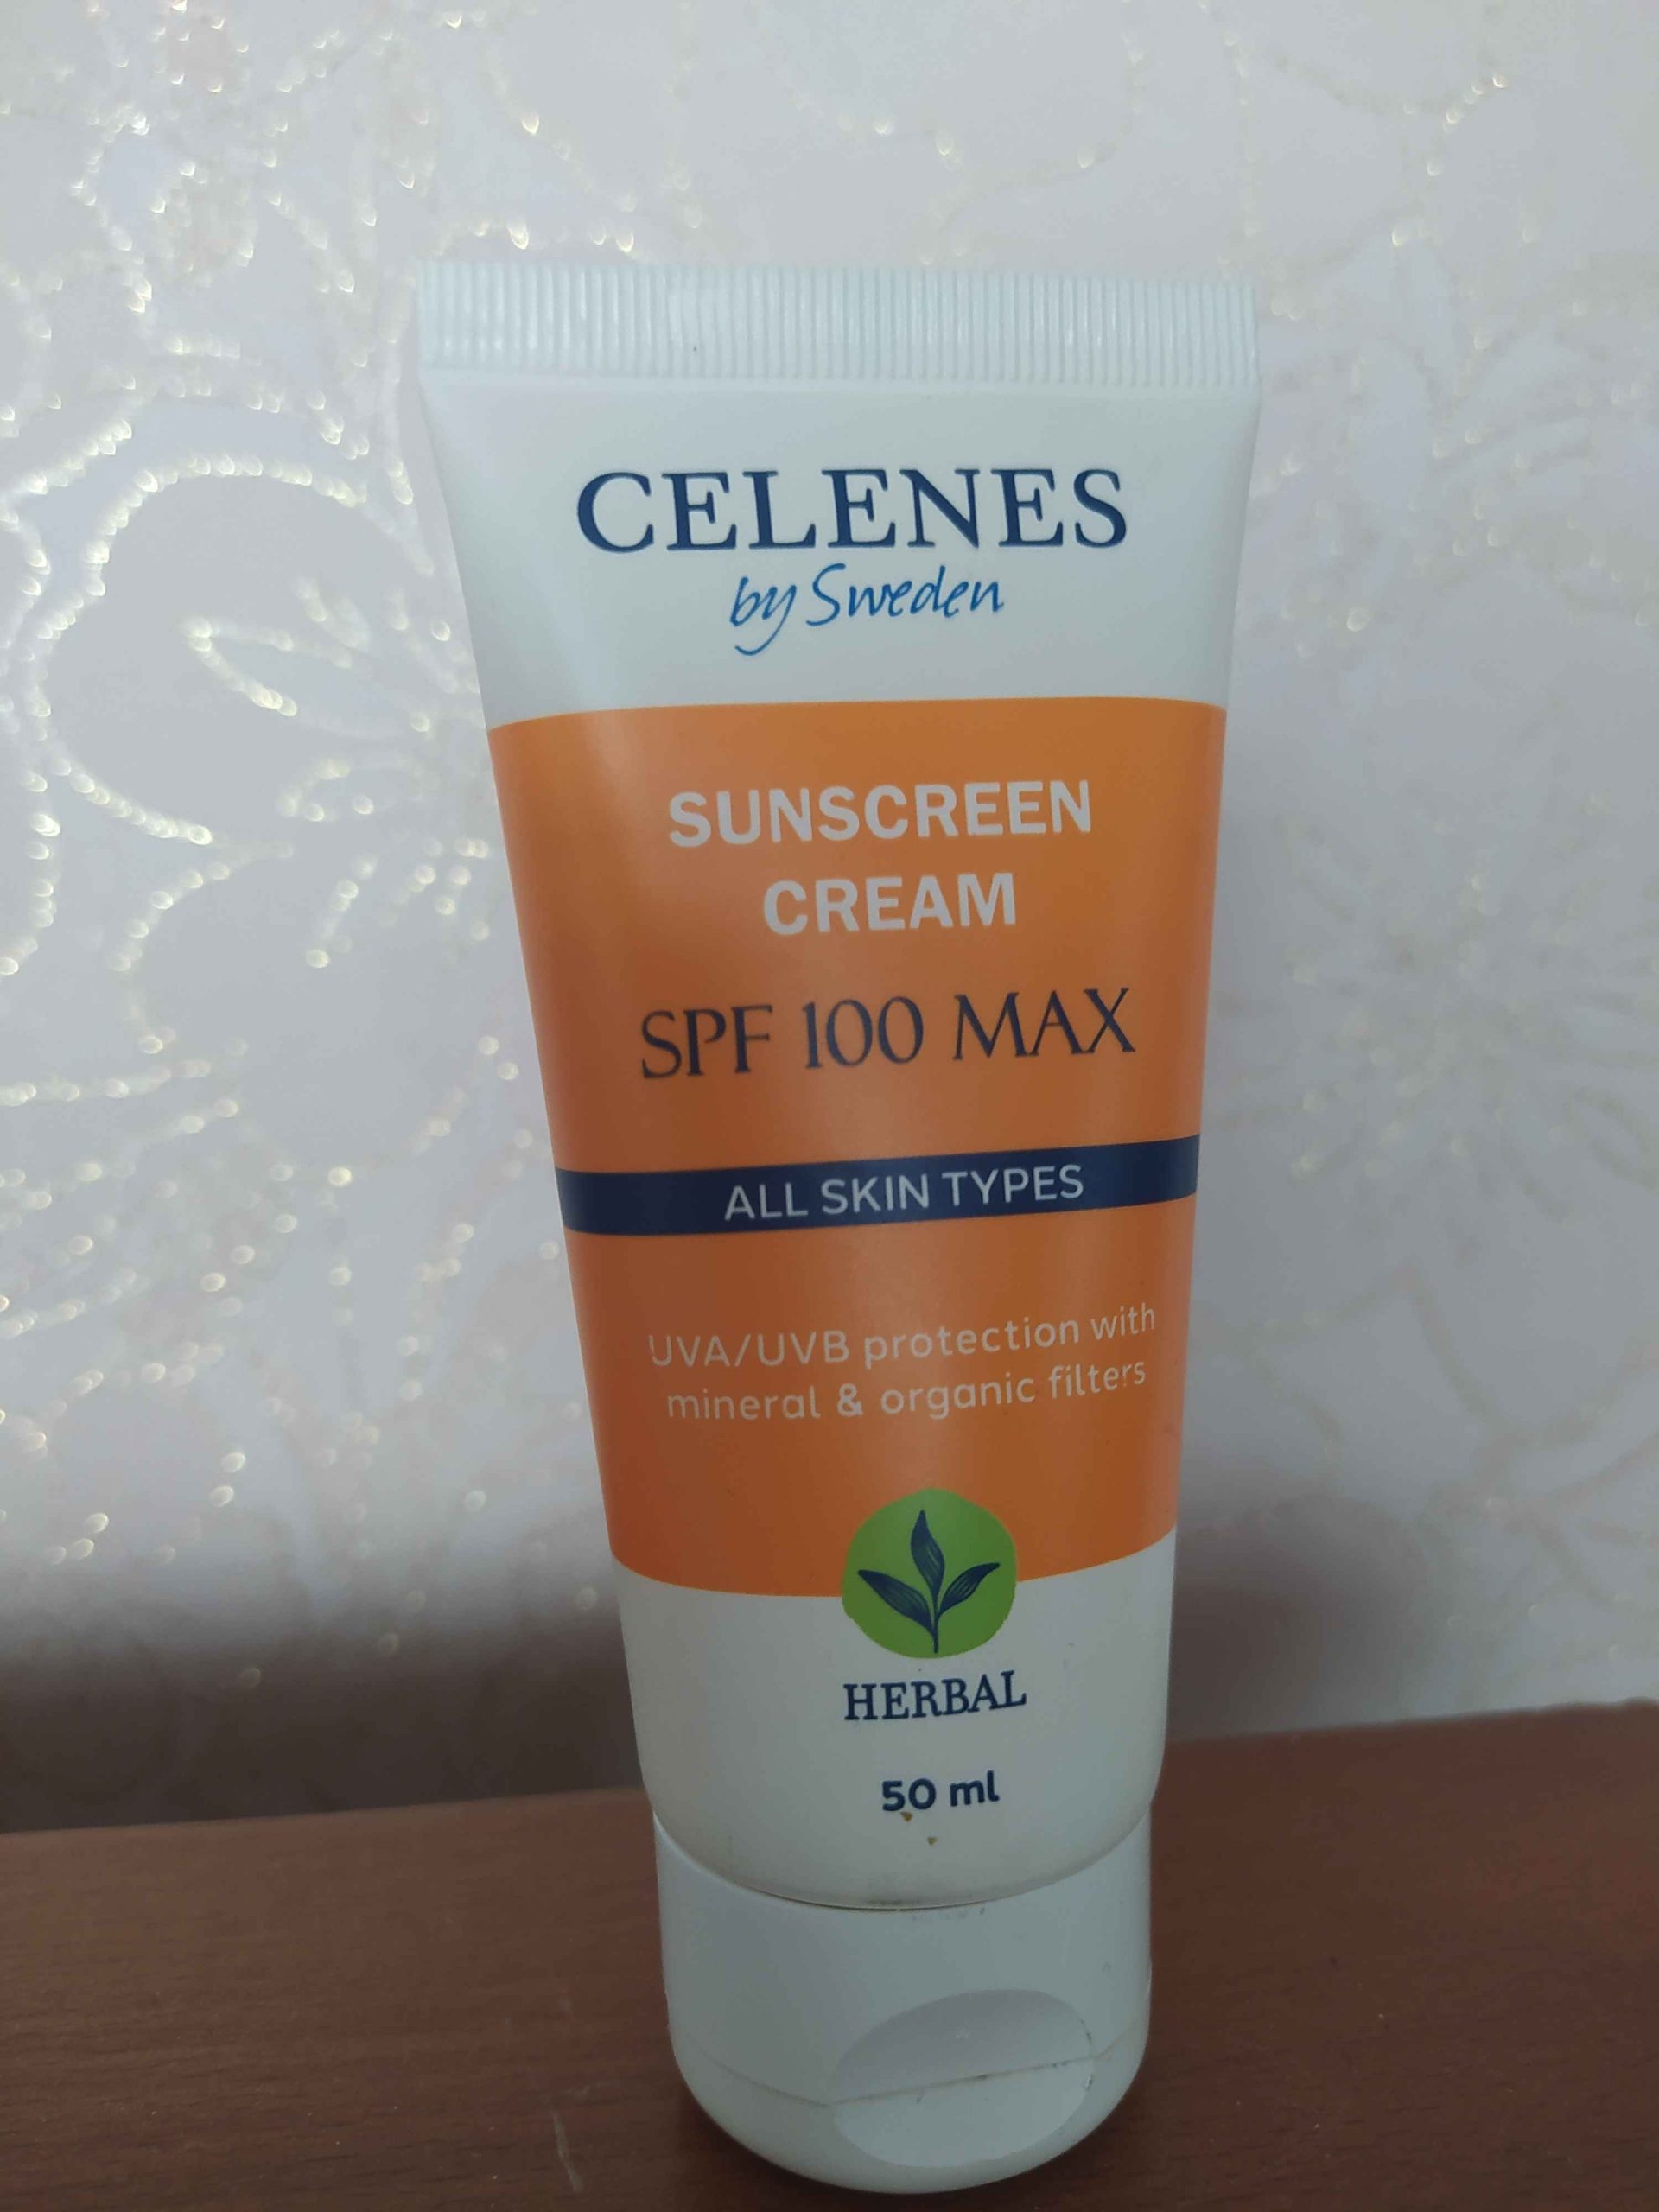 CELENES
by Sweden
SUNSCREEN
CREAM
SPF 100 MAX
ALL SKIN TYPES
UVA/UVB protection with
mineral & organic filters
HERBAL
50 ml